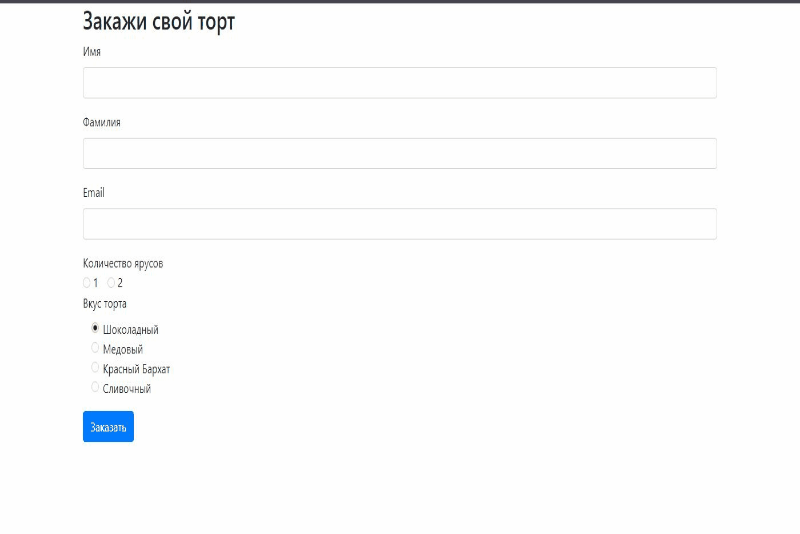 Закажи свой торт
Имя
Фамилия
Email
Количество ярусов
1 2
Вкус торта
Шоколадный
Медовый
Красный Бархат
Сливочный
Заказать